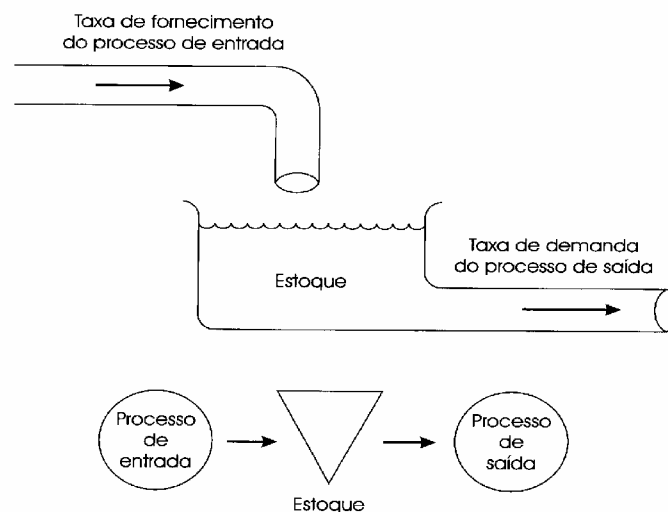 Taxa de fornecimento
do processo de entrada
Taxa de demanda
do processo de saída
Estoque
Processo
de
entrada
Processo
de
saída
Estoque